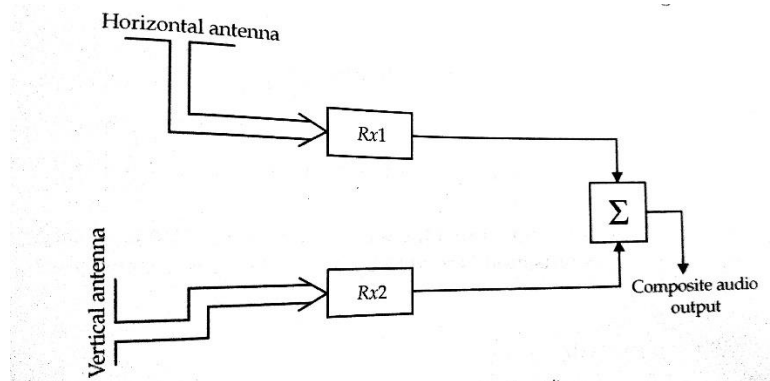 Horizontal antenna
Rx1
Σ
Vertical antenna
Rx2
Composite audio
output